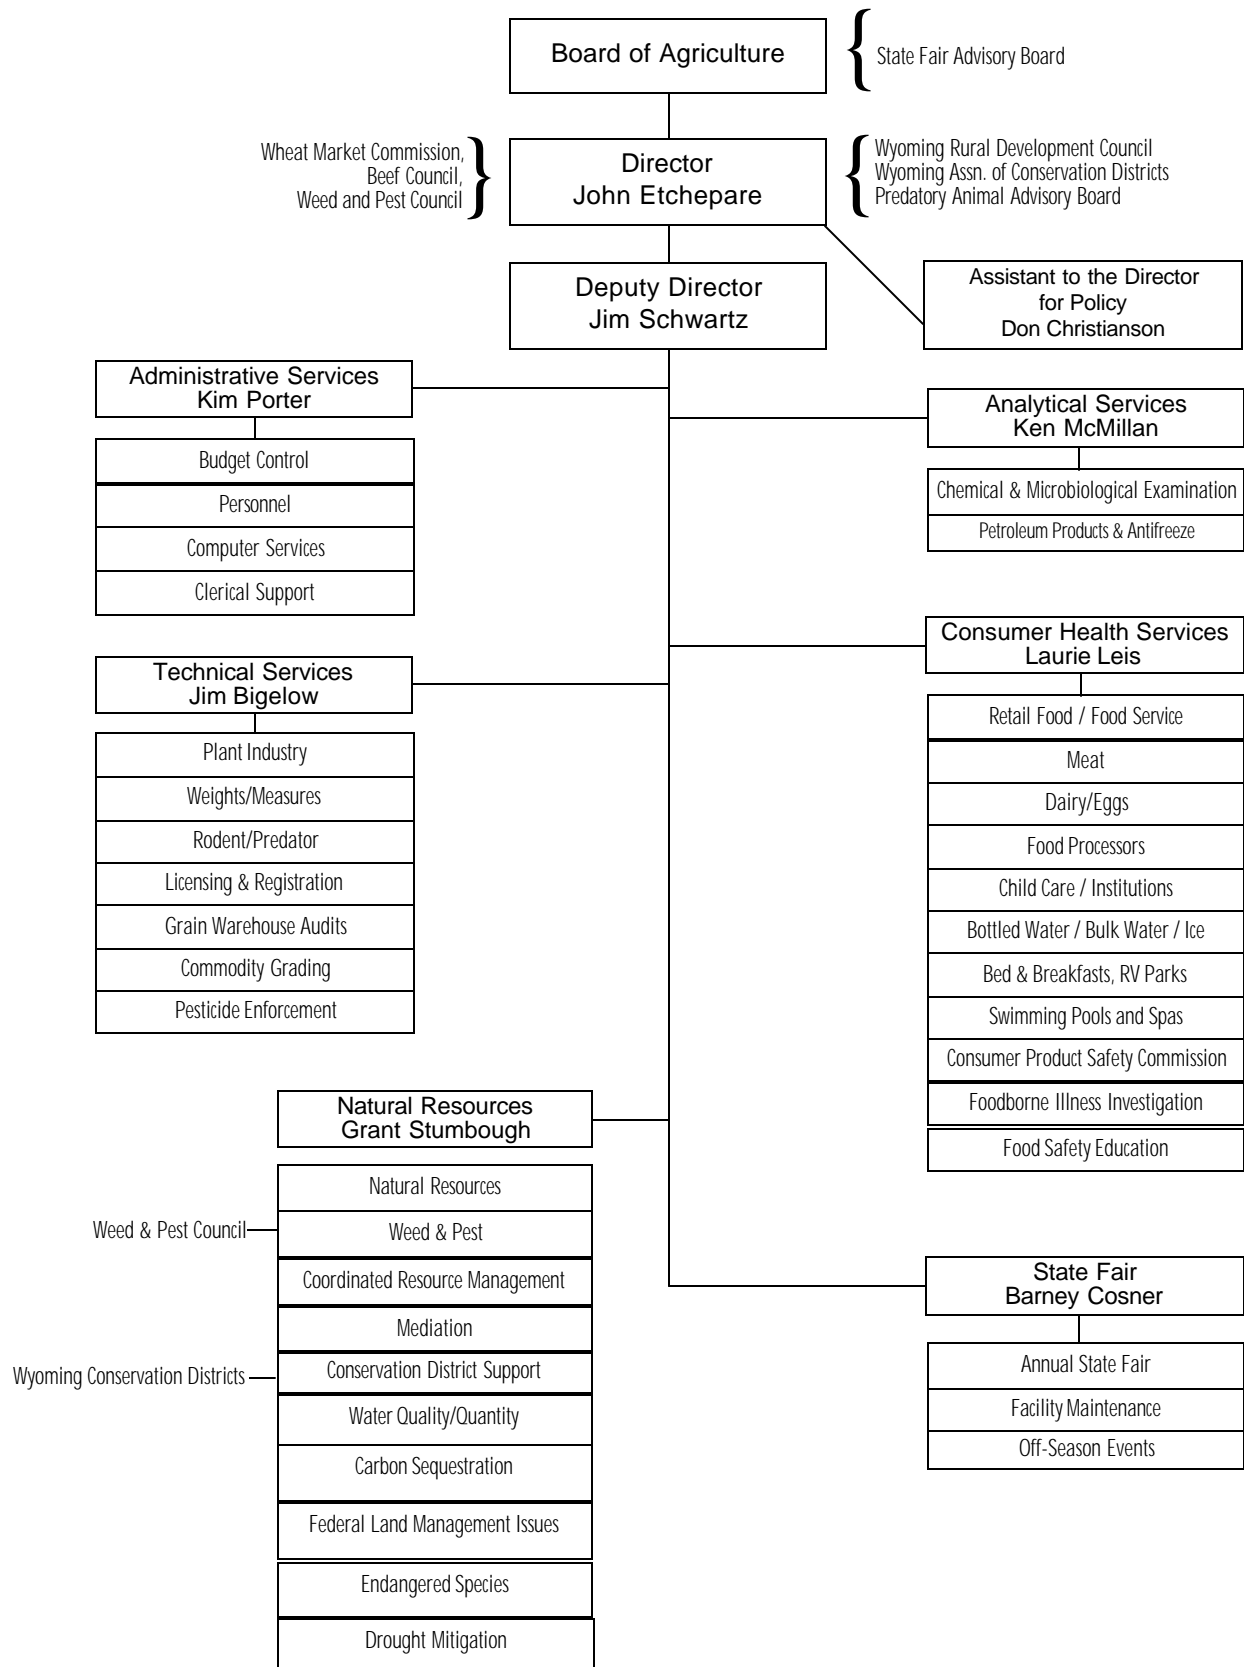 Board of Agriculture
State Fair Advisory Board
Wheat Market Commission,
Beef Council,
Weed and Pest Council
Director
John Etchepare
Wyoming Rural Development Council
Wyoming Assn. of Conservation Districts
Predatory Animal Advisory Board
Deputy Director
Jim Schwartz
Assistant to the Director
for Policy
Don Christianson
Administrative Services
Kim Porter
Budget Control
Personnel
Computer Services
Clerical Support
Analytical Services
Ken McMillan
Chemical & Microbiological Examination
Petroleum Products & Antifreeze
Technical Services
Jim Bigelow
Plant Industry
Weights/Measures
Rodent/Predator
Licensing & Registration
Grain Warehouse Audits
Commodity Grading
Pesticide Enforcement
Consumer Health Services
Laurie Leis
Retail Food / Food Service
Meat
Dairy/Eggs
Food Processors
Child Care / Institutions
Bottled Water / Bulk Water / Ice
Bed & Breakfasts, RV Parks
Swimming Pools and Spas
Consumer Product Safety Commission
Foodborne Illness Investigation
Food Safety Education
Natural Resources
Grant Stumbough
Natural Resources
Weed & Pest Council
Weed & Pest
Coordinated Resource Management
Mediation
Wyoming Conservation Districts
Conservation District Support
Water Quality/Quantity
Carbon Sequestration
Federal Land Management Issues
Endangered Species
Drought Mitigation
State Fair
Barney Cosner
Annual State Fair
Facility Maintenance
Off-Season Events